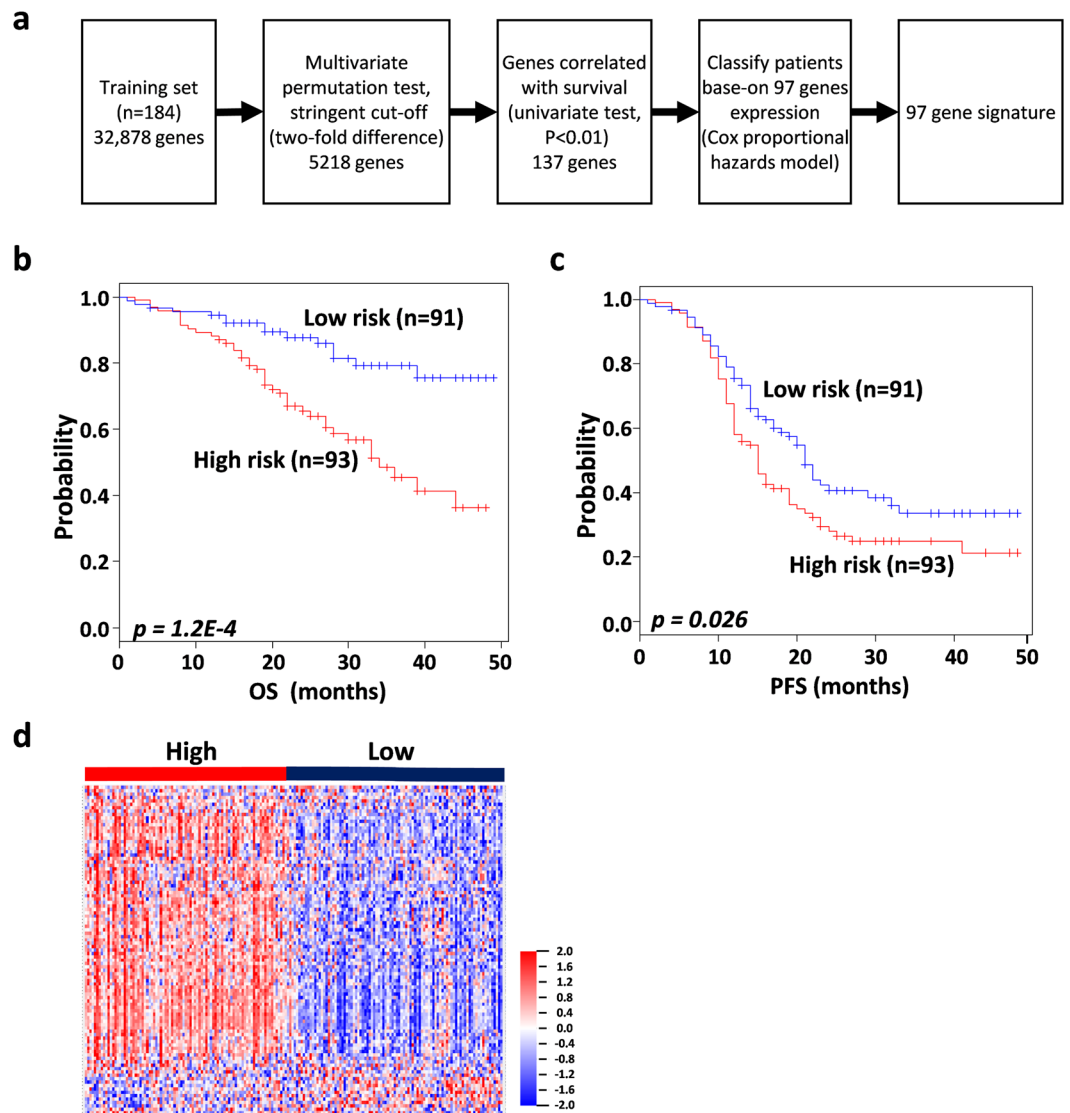 a
Training set
(n=184)
32,878 genes
Multivariate
permutation test,
stringent cut-off
(two-fold difference)
5218 genes
Genes correlated
with survival
(univariate test,
P<0.01)
137 genes
Classify patients
base-on 97 genes
expression
(Cox proportional
hazards model)
97 gene signature
b
Probability
1.0
0.8
0.6
0.4
0.2
0.0
Low risk (n=91)
High risk (n=93)
p = 1.2E-4
0 10 20 30 40 50
OS (months)
c
Probability
1.0
0.8
0.6
0.4
0.2
0.0
Low risk (n=91)
High risk (n=93)
p = 0.026
0 10 20 30 40 50
PFS (months)
d
High Low
2.0
1.6
1.2
0.8
0.4
0.0
-0.4
-0.8
-1.2
-1.6
-2.0